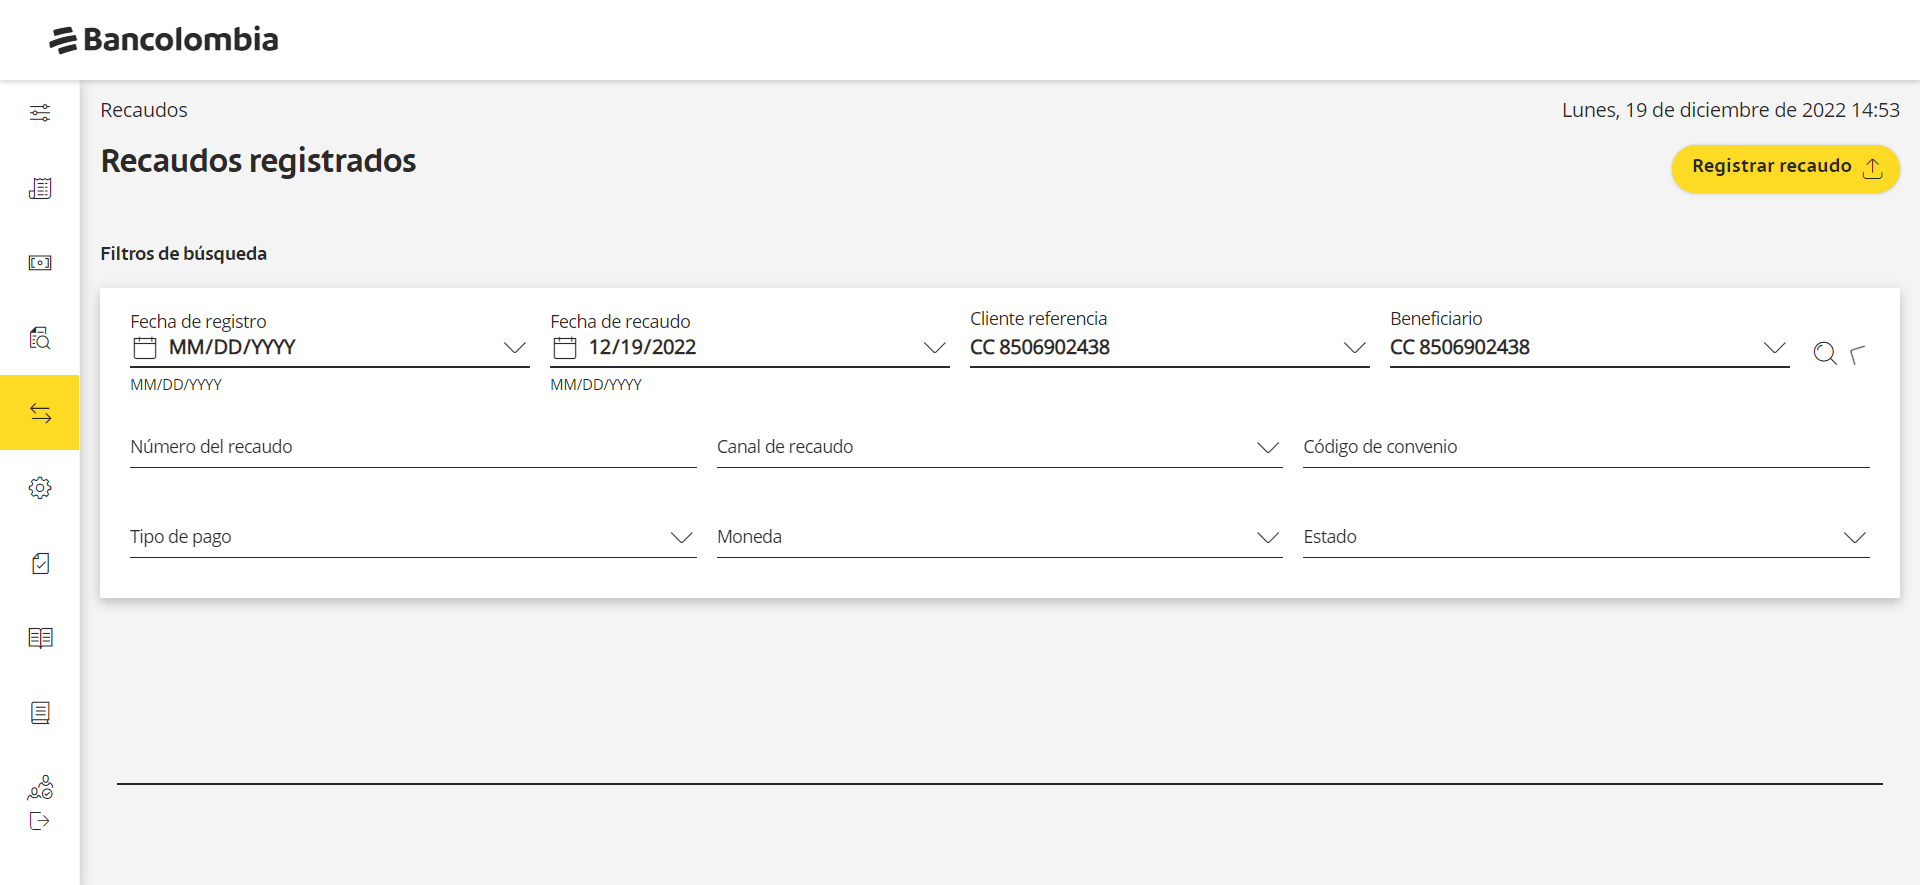 Bancolombia
Recaudos
Lunes, 19 de diciembre de 2022 14:53
Recaudos registrados
Registrar recaudo
Filtros de búsqueda
Fecha de registro
MM/DD/YYYY
MM/DD/YYYY
Fecha de recaudo
12/19/2022
MM/DD/YYYY
Cliente referencia
CC 8506902438
Beneficiario
CC 8506902438
Número del recaudo
Canal de recaudo
Código de convenio
Tipo de pago
Moneda
Estado